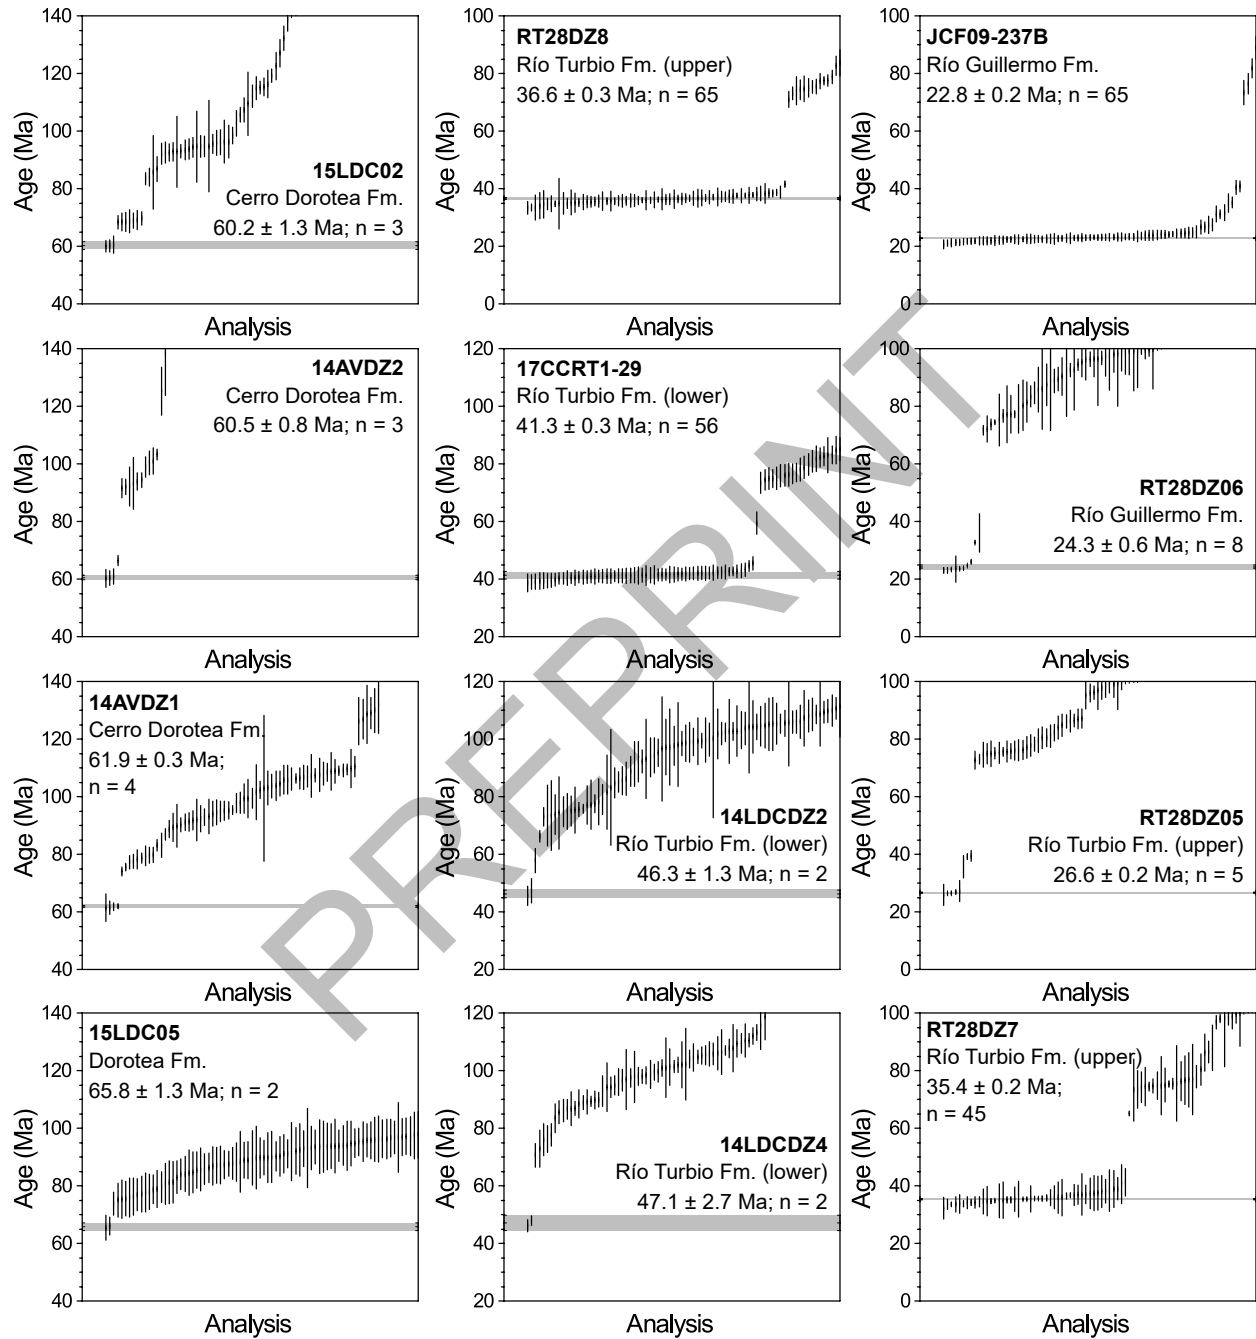 140
120
100
80
60
40
Age (Ma)
15LDC02
Cerro Dorotea Fm.
60.2 ± 1.3 Ma; n = 3
Analysis
100
80
60
40
20
0
Age (Ma)
RT28DZ8
Río Turbio Fm. (upper)
36.6 ± 0.3 Ma; n = 65
Analysis
100
80
60
40
20
0
Age (Ma)
JCF09-237B
Río Guillermo Fm.
22.8 ± 0.2 Ma; n = 65
Analysis
140
120
100
80
60
40
Age (Ma)
14AVDZ2
Cerro Dorotea Fm.
60.5 ± 0.8 Ma; n = 3
Analysis
120
100
80
60
40
20
Age (Ma)
17CCRT1-29
Río Turbio Fm. (lower)
41.3 ± 0.3 Ma; n = 56
Analysis
100
80
60
40
20
0
Age (Ma)
RT28DZ06
Río Guillermo Fm.
24.3 ± 0.6 Ma; n = 8
Analysis
140
120
100
80
60
40
Age (Ma)
14AVDZ1
Cerro Dorotea Fm.
61.9 ± 0.3 Ma;
n = 4
Analysis
120
100
80
60
40
20
Age (Ma)
14LDCDZ2
Río Turbio Fm. (lower)
46.3 ± 1.3 Ma; n = 2
Analysis
100
80
60
40
20
0
Age (Ma)
RT28DZ05
Río Turbio Fm. (upper)
26.6 ± 0.2 Ma; n = 5
Analysis
140
120
100
80
60
40
Age (Ma)
15LDC05
Dorotea Fm.
65.8 ± 1.3 Ma; n = 2
Analysis
120
100
80
60
40
20
Age (Ma)
14LDCDZ4
Río Turbio Fm. (lower)
47.1 ± 2.7 Ma; n = 2
Analysis
100
80
60
40
20
0
Age (Ma)
RT28DZ7
Río Turbio Fm. (upper)
35.4 ± 0.2 Ma;
n = 45
Analysis
PREPRINT